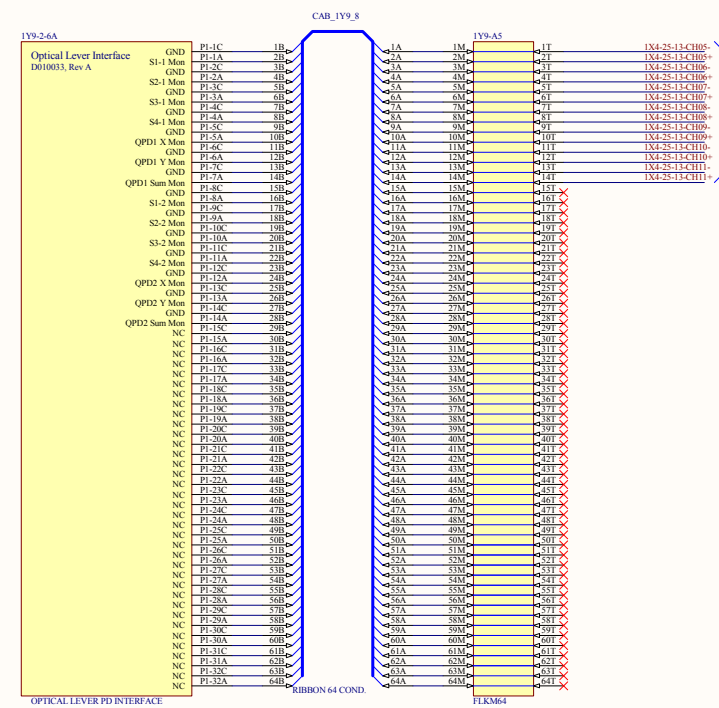 CAB_1Y9_8
1Y9-2-6A 1Y9-A5
Optical Lever Interface
D010033, Rev A
GND P1-1C 1B 1A 1M 1T 1X4-25-13-CH05-
S1-1 Mon P1-1A 2B 2A 2M 2T 1X4-25-13-CH05+
GND P1-2C 3B 3A 3M 3T 1X4-25-13-CH06-
S2-1 Mon P1-2A 4B 4A 4M 4T 1X4-25-13-CH06+
GND P1-3C 5B 5A 5M 5T 1X4-25-13-CH07-
S3-1 Mon P1-3A 6B 6A 6M 6T 1X4-25-13-CH07+
GND P1-4C 7B 7A 7M 7T 1X4-25-13-CH08-
S4-1 Mon P1-4A 8B 8A 8M 8T 1X4-25-13-CH08+
GND P1-5C 9B 9A 9M 9T 1X4-25-13-CH09-
QPD1 X Mon P1-5A 10B 10A 10M 10T 1X4-25-13-CH09+
GND P1-6C 11B 11A 11M 11T 1X4-25-13-CH10-
QPD1 Y Mon P1-6A 12B 12A 12M 12T 1X4-25-13-CH10+
GND P1-7C 13B 13A 13M 13T 1X4-25-13-CH11-
QPD1 Sum Mon P1-7A 14B 14A 14M 14T 1X4-25-13-CH11+
GND P1-8C 15B 15A 15M 15T
S1-2 Mon P1-8A 16B 16A 16M 16T
GND P1-9C 17B 17A 17M 17T
S2-2 Mon P1-9A 18B 18A 18M 18T
GND P1-10C 19B 19A 19M 19T
S3-2 Mon P1-10A 20B 20A 20M 20T
GND P1-11C 21B 21A 21M 21T
S4-2 Mon P1-11A 22B 22A 22M 22T
GND P1-12C 23B 23A 23M 23T
QPD2 X Mon P1-12A 24B 24A 24M 24T
GND P1-13C 25B 25A 25M 25T
QPD2 Y Mon P1-13A 26B 26A 26M 26T
GND P1-14C 27B 27A 27M 27T
QPD2 Sum Mon P1-14A 28B 28A 28M 28T
NC P1-15C 29B 29A 29M 29T
NC P1-15A 30B 30A 30M 30T
NC P1-16C 31B 31A 31M 31T
NC P1-16A 32B 32A 32M 32T
NC P1-17C 33B 33A 33M 33T
NC P1-17A 34B 34A 34M 34T
NC P1-18C 35B 35A 35M 35T
NC P1-18A 36B 36A 36M 36T
NC P1-19C 37B 37A 37M 37T
NC P1-19A 38B 38A 38M 38T
NC P1-20C 39B 39A 39M 39T
NC P1-20A 40B 40A 40M 40T
NC P1-21C 41B 41A 41M 41T
NC P1-21A 42B 42A 42M 42T
NC P1-22C 43B 43A 43M 43T
NC P1-22A 44B 44A 44M 44T
NC P1-23C 45B 45A 45M 45T
NC P1-23A 46B 46A 46M 46T
NC P1-24C 47B 47A 47M 47T
NC P1-24A 48B 48A 48M 48T
NC P1-25C 49B 49A 49M 49T
NC P1-25A 50B 50A 50M 50T
NC P1-26C 51B 51A 51M 51T
NC P1-26A 52B 52A 52M 52T
NC P1-27C 53B 53A 53M 53T
NC P1-27A 54B 54A 54M 54T
NC P1-28C 55B 55A 55M 55T
NC P1-28A 56B 56A 56M 56T
NC P1-29C 57B 57A 57M 57T
NC P1-29A 58B 58A 58M 58T
NC P1-30C 59B 59A 59M 59T
NC P1-30A 60B 60A 60M 60T
NC P1-31C 61B 61A 61M 61T
NC P1-31A 62B 62A 62M 62T
NC P1-32C 63B 63A 63M 63T
NC P1-32A 64B 64A 64M 64T
RIBBON 64 COND.
OPTICAL LEVER PD INTERFACE FLKM64